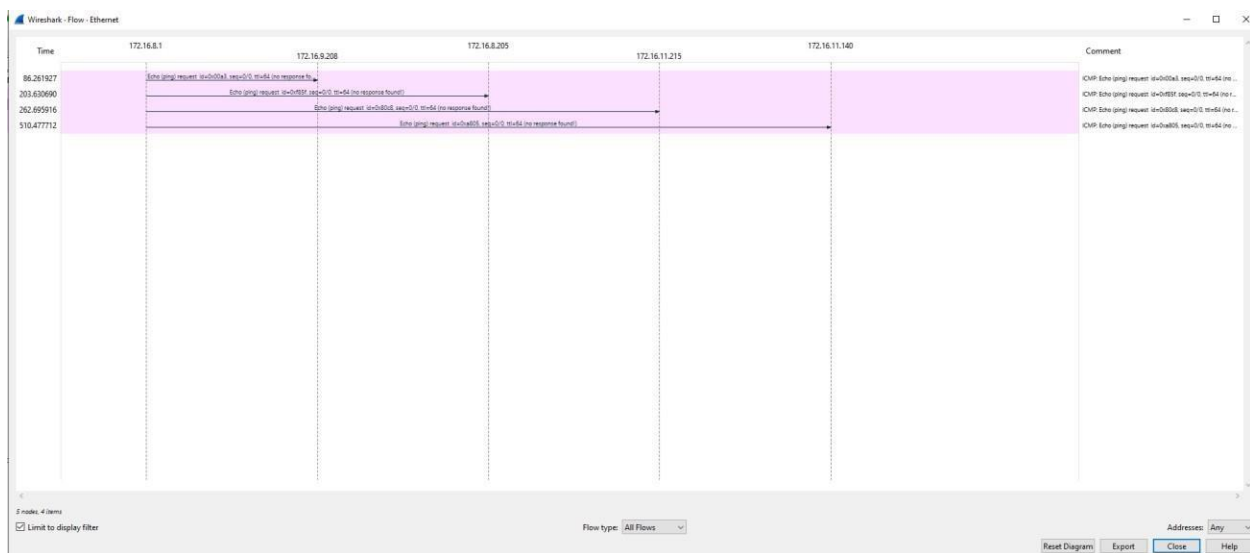 Wireshark - Flow - Ethernet
Time
172.16.8.1
172.16.9.208
172.16.8.205
172.16.11.215
172.16.11.140
Comment
86.261927
Echo (ping) request id=0x00a3, seq=0/0, ttl=64 (no response fo...
ICMP: Echo (ping) request id=0x00a3, seq=0/0, ttl=64 (no ...
203.630690
Echo (ping) request id=0xf85f, seq=0/0, ttl=64 (no response found!)
ICMP: Echo (ping) request id=0xf85f, seq=0/0, ttl=64 (no r...
262.695916
Echo (ping) request id=0x80c8, seq=0/0, ttl=64 (no response found!)
ICMP: Echo (ping) request id=0x80c8, seq=0/0, ttl=64 (no r...
510.477712
Echo (ping) request id=0xa805, seq=0/0, ttl=64 (no response found!)
ICMP: Echo (ping) request id=0xa805, seq=0/0, ttl=64 (no ...
5 nodes, 4 items
Limit to display filter
Flow type: All Flows
Addresses: Any
Reset Diagram Export Close Help